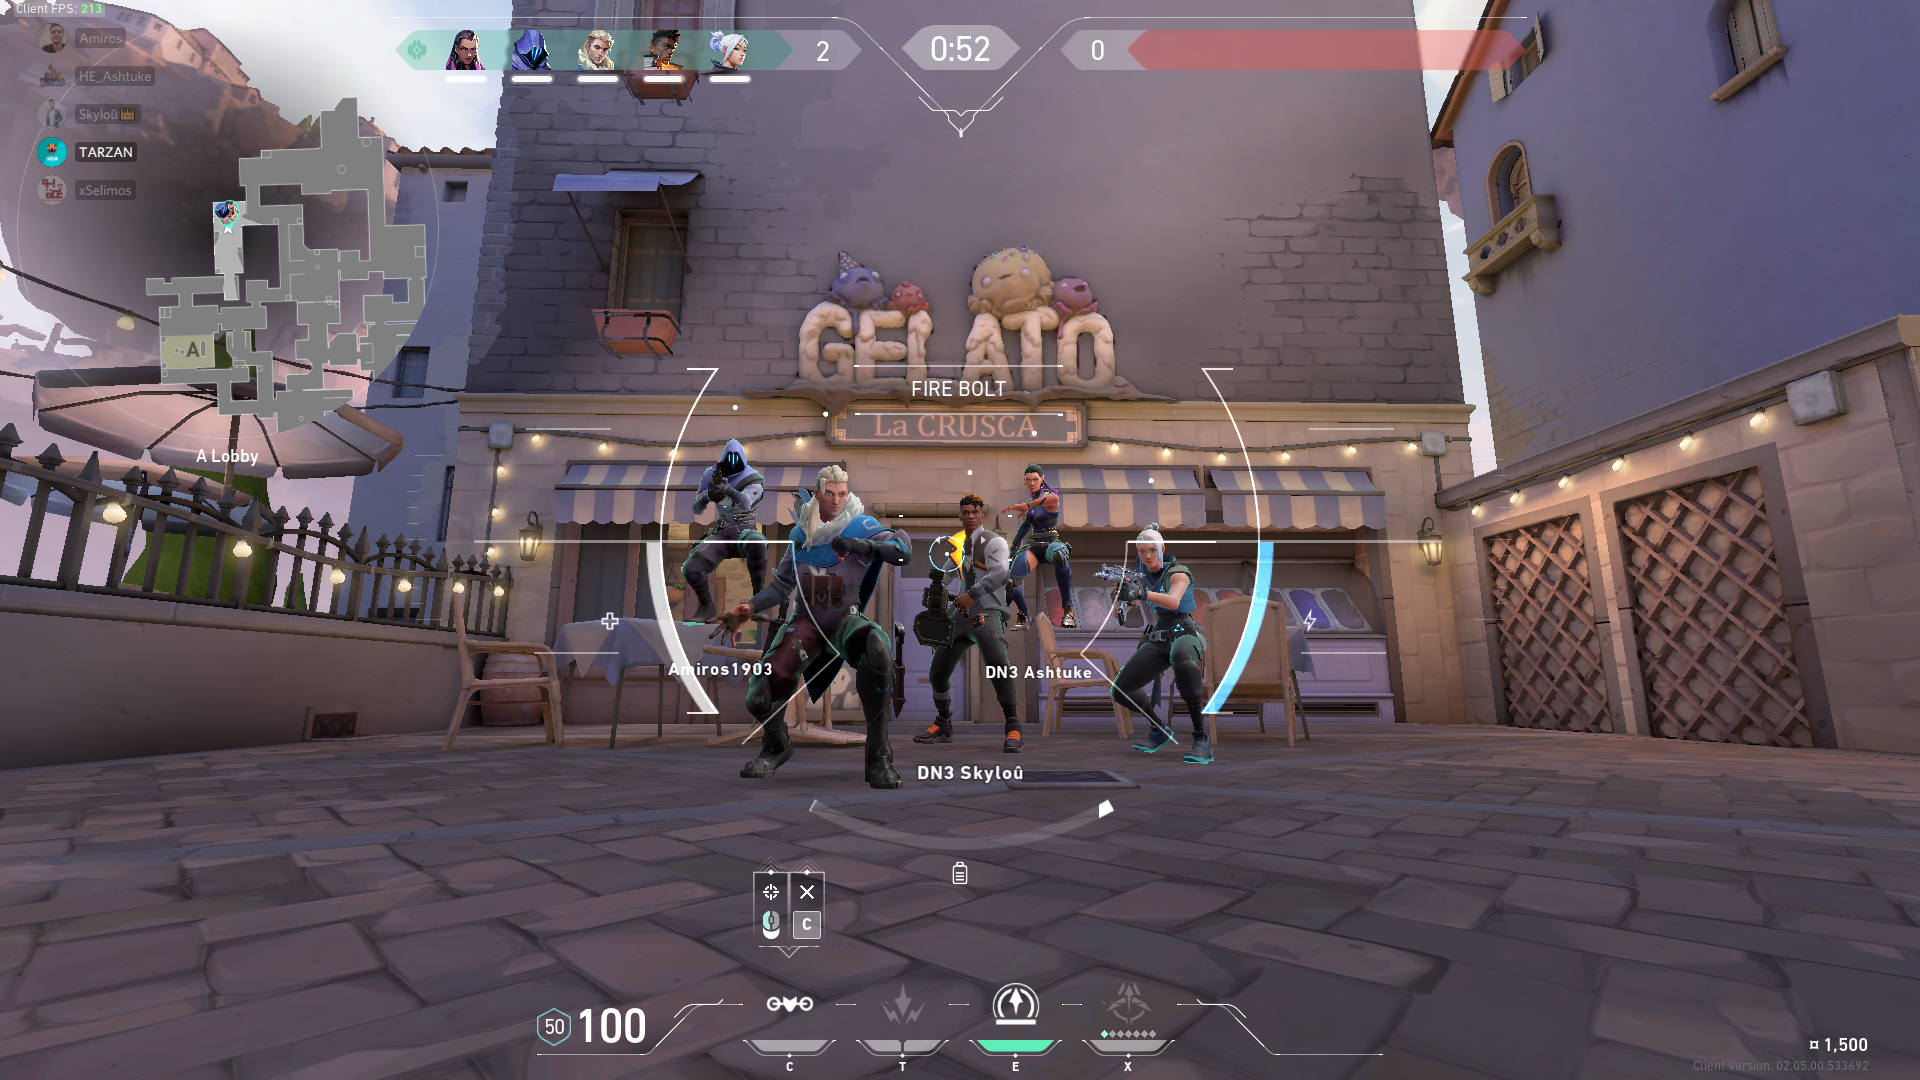 Client FPS: 213
Amiros
HE_Ashtuke
Skyloû
TARZAN
xSelimos
2
0:52
0
A
A Lobby
GELATO
FIRE BOLT
La CRUSCA
Amiros1903
DN3 Ashtuke
DN3 Skyloû
C
50 100
C
T
E
X
¤ 1,500
Client Version: 02.05.00.533692